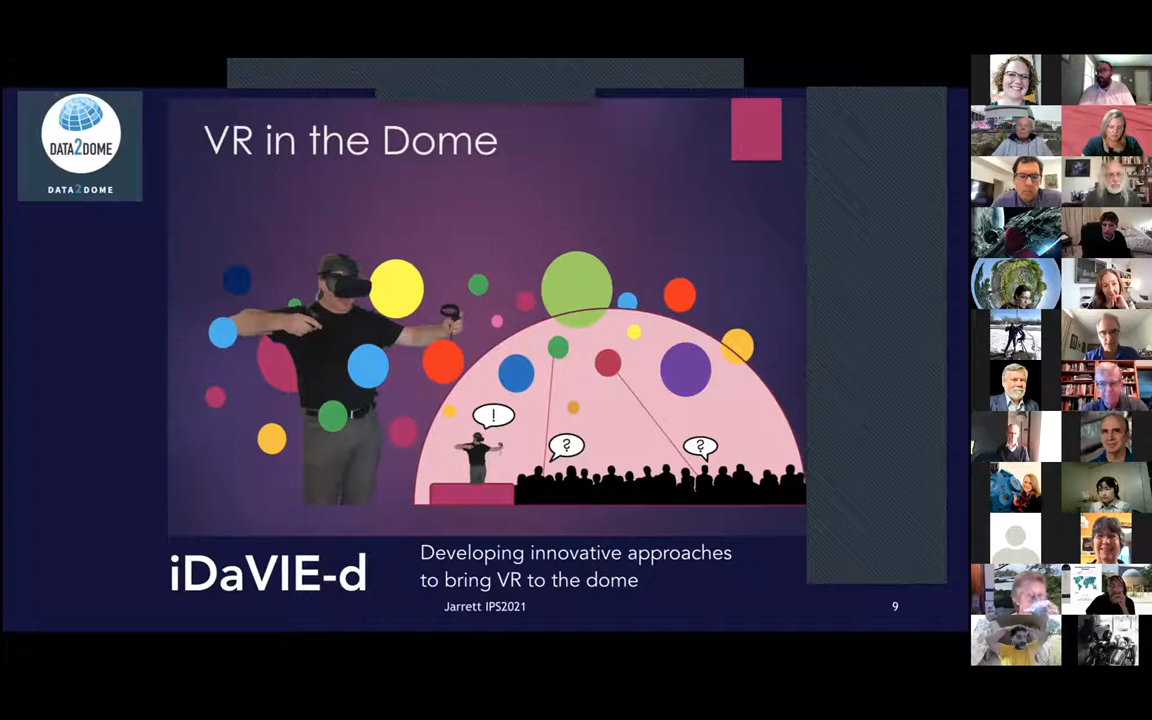 VR in the Dome
DATA2DOME
DATA2DOME
!
?
?
iDaVIE-d
Developing innovative approaches
to bring VR to the dome
Jarrett IPS2021
9